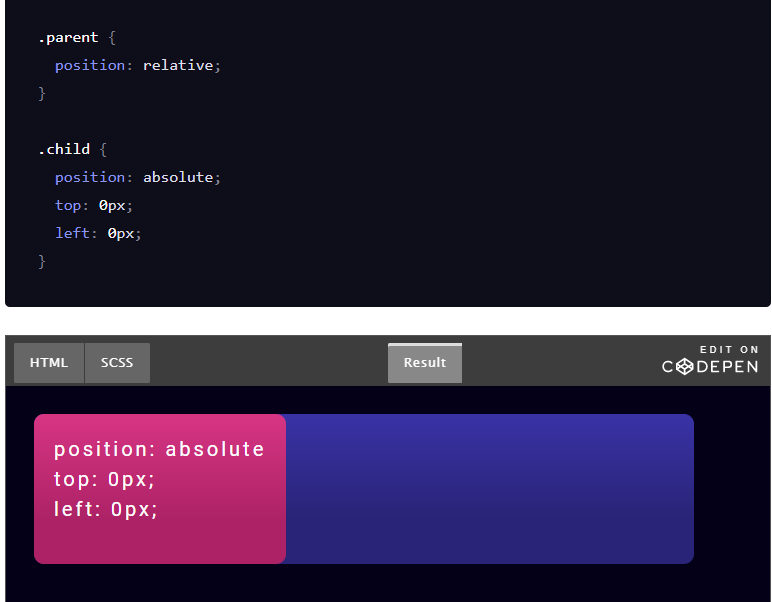 .parent {
  position: relative;
}
.child {
  position: absolute;
  top: 0px;
  left: 0px;
}
HTML SCSS Result EDIT ON
CODEPEN
position: absolute
top: 0px;
left: 0px;